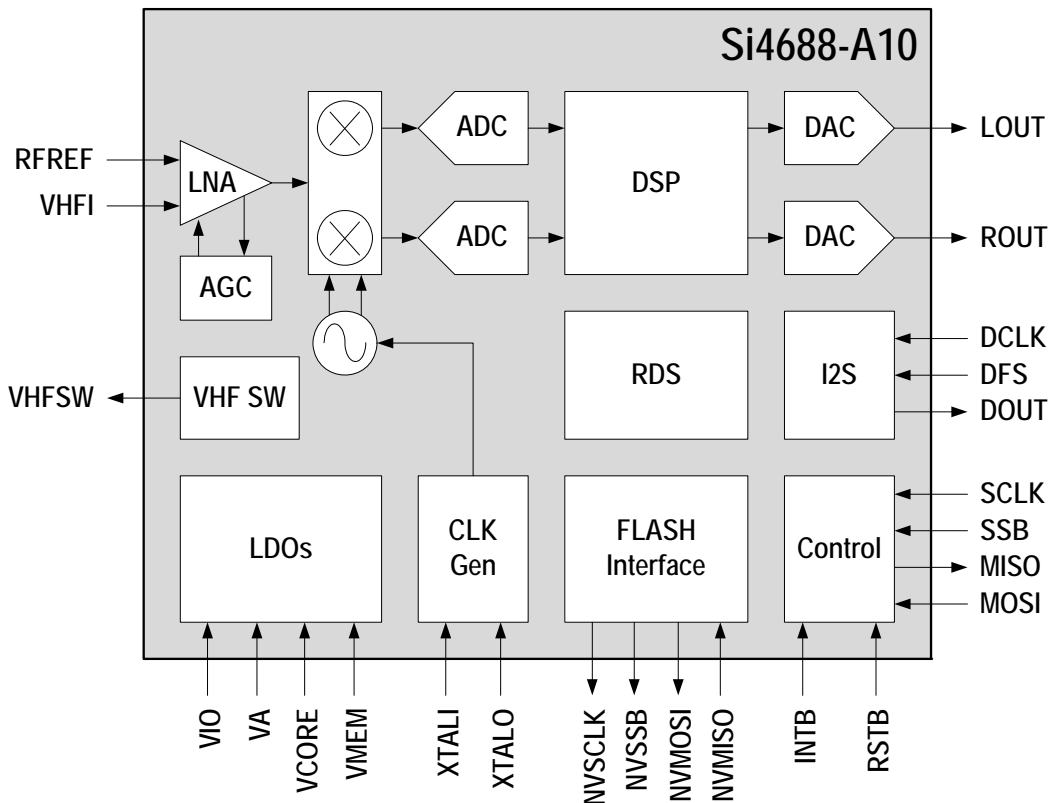 Si4688-A10
RFREF
VHFI
LNA
AGC
ADC
ADC
DSP
DAC
DAC
LOUT
ROUT
VHFSW
VHF SW
RDS
I2S
DCLK
DFS
DOUT
LDOs
CLK
Gen
FLASH
Interface
Control
SCLK
SSB
MISO
MOSI
VIO
VA
VCORE
VMEM
XTALI
XTALO
NVSCLK
NVSSB
NVMOSI
NVMISO
INTB
RSTB